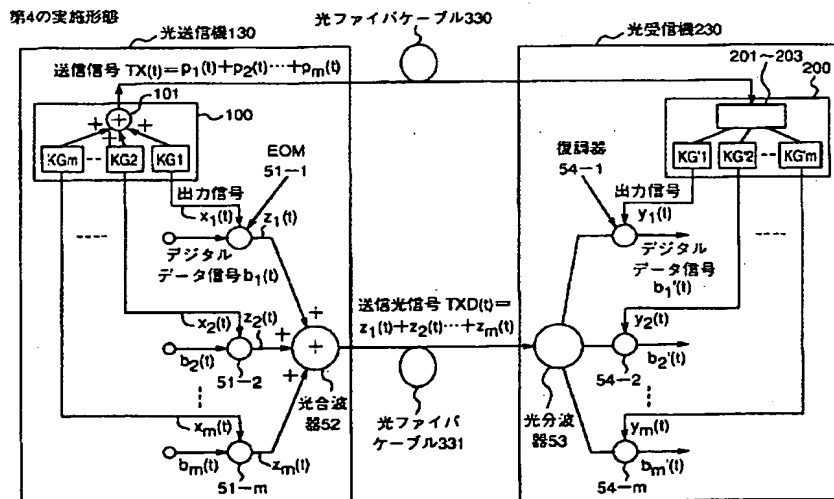 第4の実施形態
光送信機130
光ファイバケーブル330
光受信機230
送信信号 TX(t)=p1(t)+p2(t)…+pm(t)
201~203
200
101
100
+
+
+
+
KGm
KG2
KG1
KG'1
KG'2
KG'm
EOM
51-1
復調器
54-1
出力信号
x1(t)
z1(t)
出力信号
y1(t)
デジタル
データ信号b1(t)
デジタル
データ信号
b1'(t)
送信光信号 TXD(t)=
z1(t)+z2(t)…+zm(t)
x2(t)
z2(t)
+
+
+
+
y2(t)
b2(t)
51-2
54-2
b2'(t)
光合波
器52
光ファイバ
ケーブル331
光分波
器53
xm(t)
ym(t)
bm(t)
zm(t)
bm'(t)
51-m
54-m